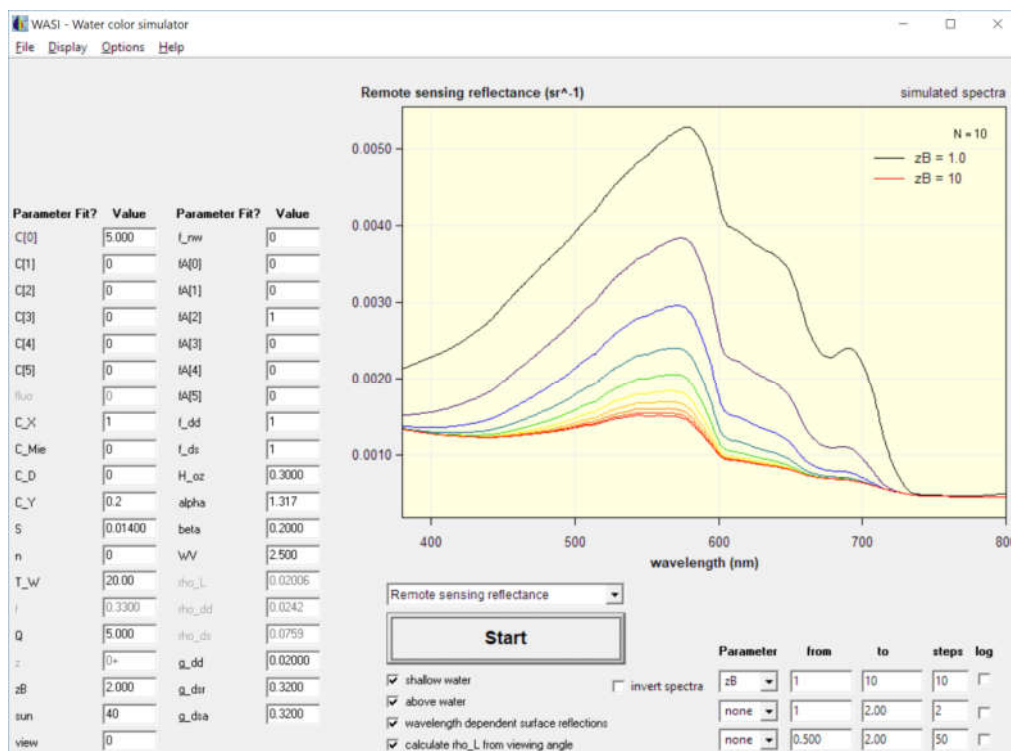 WASI - Water color simulator
File Display Options Help
Remote sensing reflectance (sr^-1) simulated spectra
N = 10
zB = 1.0
zB = 10
0.0050
0.0040
0.0030
0.0020
0.0010
400 500 600 700 800
wavelength (nm)
Parameter Fit? Value Parameter Fit? Value
C[0] 5.000 f_nw 0
C[1] 0 fA[0] 0
C[2] 0 fA[1] 0
C[3] 0 fA[2] 1
C[4] 0 fA[3] 0
C[5] 0 fA[4] 0
fluo 0 fA[5] 0
C_X 1 f_dd 1
C_Mie 0 f_ds 1
C_D 0 H_oz 0.3000
C_Y 0.2 alpha 1.317
S 0.01400 beta 0.2000
n 0 WV 2.500
T_W 20.00 rho_L 0.02006
f 0.3300 rho_dd 0.0242
Q 5.000 rho_ds 0.0759
z 0+ g_dd 0.02000
zB 2.000 g_dsr 0.3200
sun 40 g_dsa 0.3200
view 0
Remote sensing reflectance
Start
shallow water
above water
wavelength dependent surface reflections
calculate rho_L from viewing angle
invert spectra
Parameter from to steps log
zB 1 10 10
none 1 2.00 2
none 0.500 2.00 50